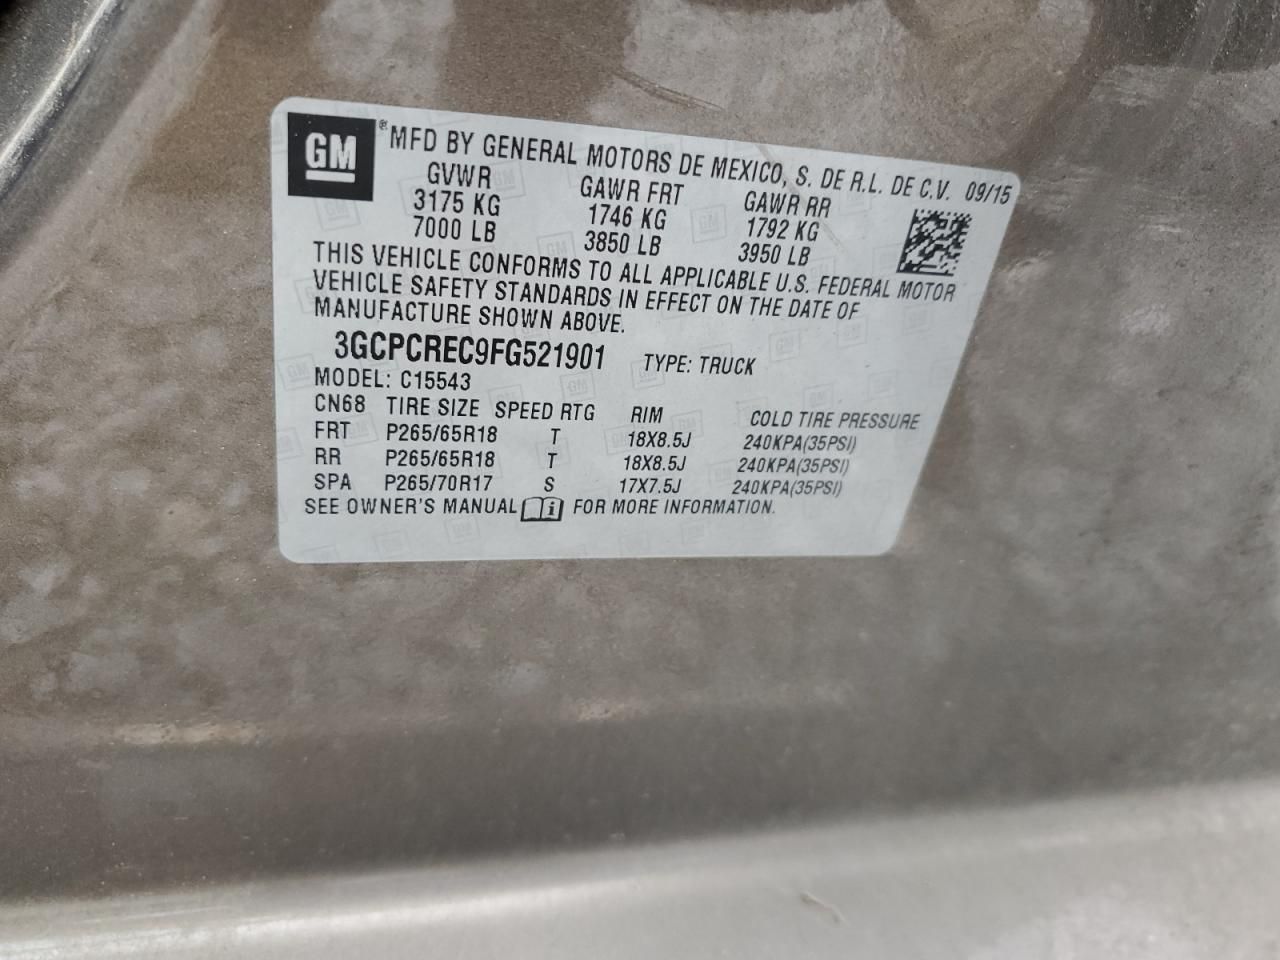 GM ® MFD BY GENERAL MOTORS DE MEXICO, S. DE R.L. DE C.V. 09/15
GVWR GAWR FRT GAWR RR
3175 KG 1746 KG 1792 KG
7000 LB 3850 LB 3950 LB
THIS VEHICLE CONFORMS TO ALL APPLICABLE U.S. FEDERAL MOTOR
VEHICLE SAFETY STANDARDS IN EFFECT ON THE DATE OF
MANUFACTURE SHOWN ABOVE.
3GCPCREC9FG521901 TYPE: TRUCK
MODEL: C15543
CN68 TIRE SIZE SPEED RTG RIM COLD TIRE PRESSURE
FRT P265/65R18 T 18X8.5J 240KPA(35PSI)
RR P265/65R18 T 18X8.5J 240KPA(35PSI)
SPA P265/70R17 S 17X7.5J 240KPA(35PSI)
SEE OWNER'S MANUAL i FOR MORE INFORMATION.